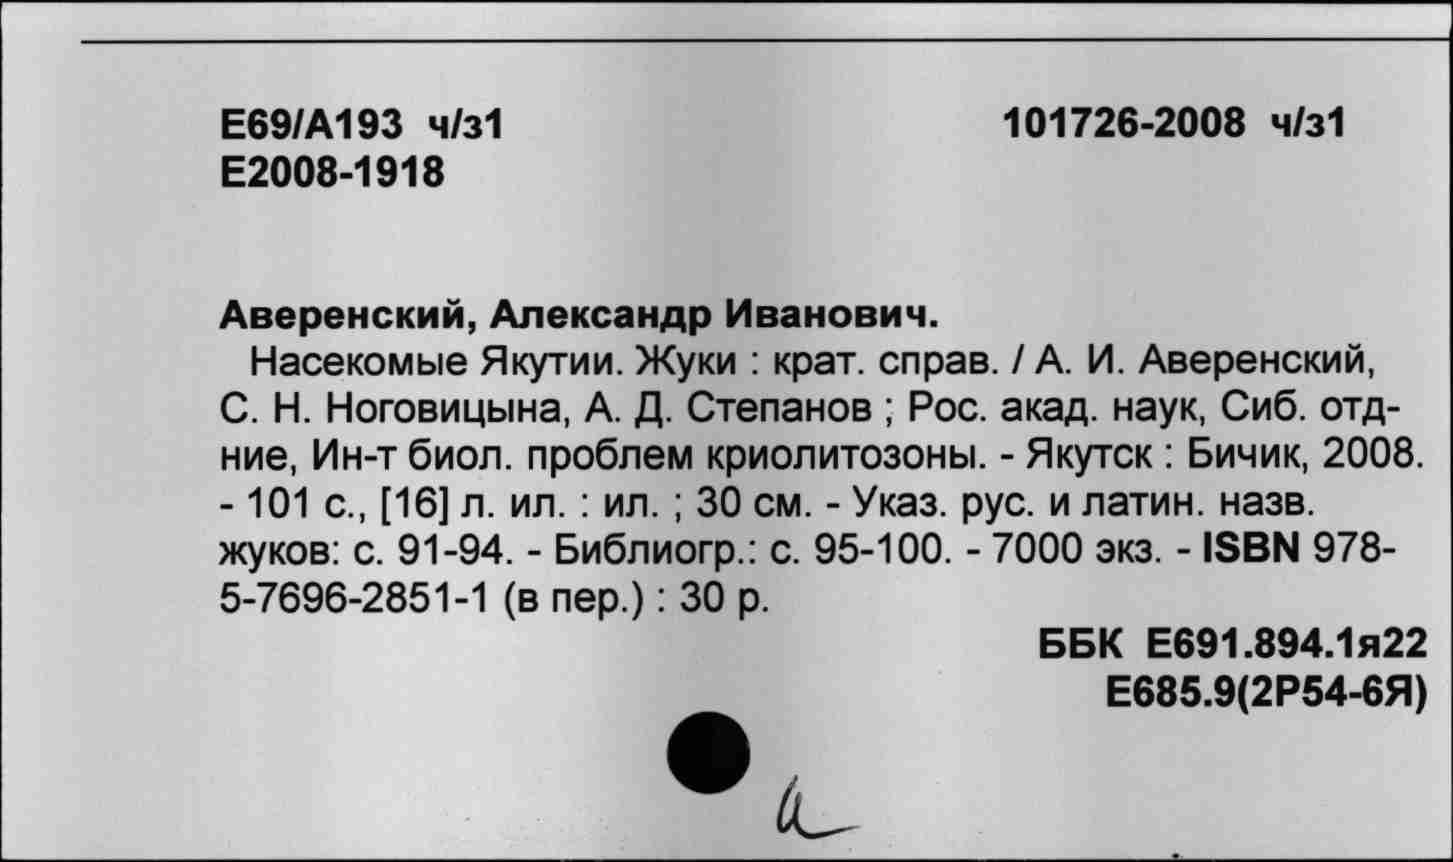 Е69/А193 ч/з1 101726-2008 ч/з1
Е2008-1918
Аверенский, Александр Иванович.
Насекомые Якутии. Жуки : крат. справ. / А. И. Аверенский,
С. Н. Ноговицына, А. Д. Степанов ; Рос. акад. наук, Сиб. отд-
ние, Ин-т биол. проблем криолитозоны. - Якутск : Бичик, 2008.
- 101 с., [16] л. ил. : ил. ; 30 см. - Указ. рус. и латин. назв.
жуков: с. 91-94. - Библиогр.: с. 95-100. - 7000 экз. - ISBN 978-
5-7696-2851-1 (в пер.) : 30 р.
ББК Е691.894.1я22
Е685.9(2Р54-6Я)